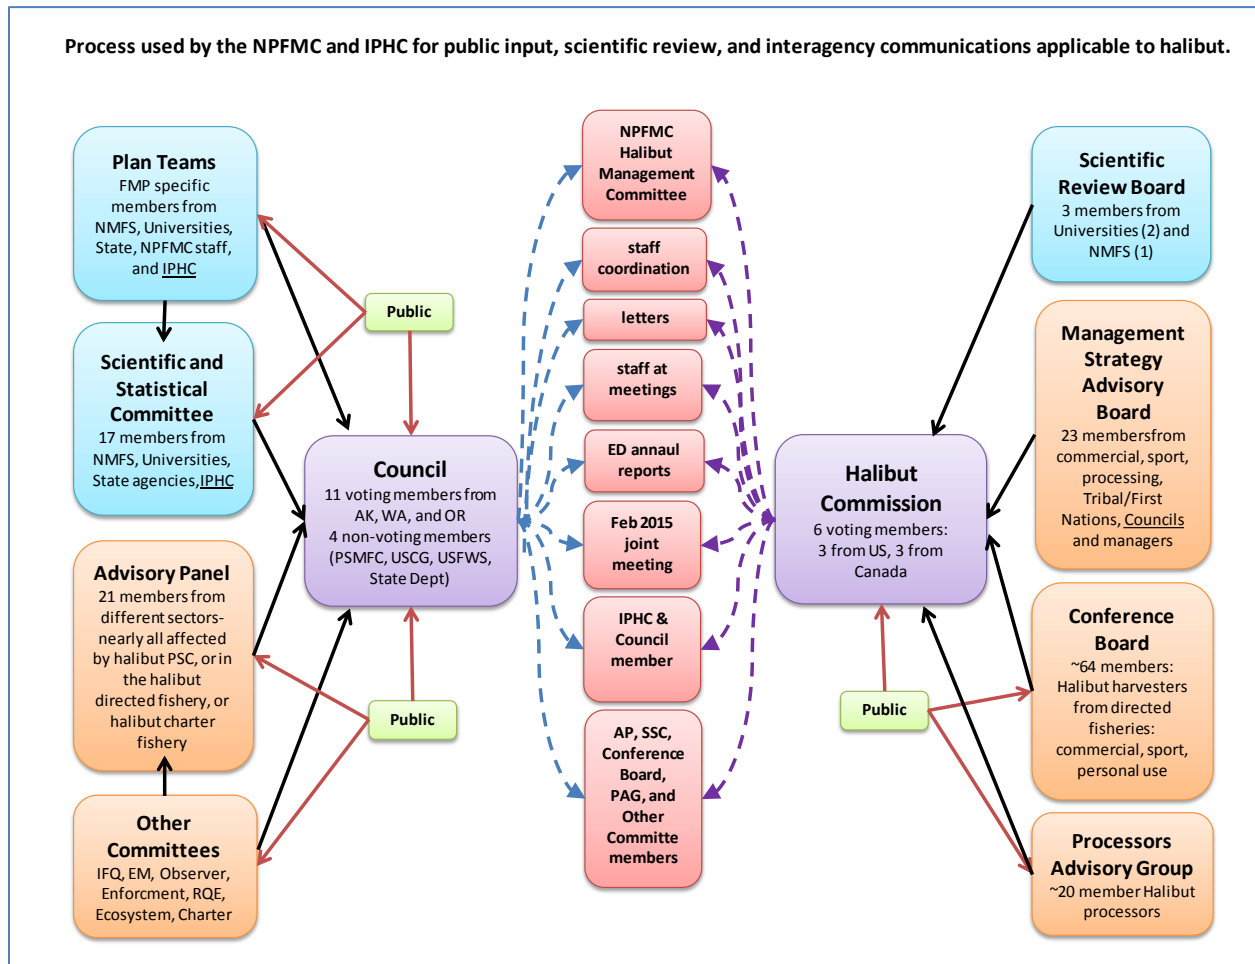 Process used by the NPFMC and IPHC for public input, scientific review, and interagency communications applicable to halibut.
Plan Teams
FMP specific
members from
NMFS, Universities,
State, NPFMC staff,
and IPHC
Scientific and
Statistical
Committee
17 members from
NMFS, Universities,
State agencies,IPHC
Advisory Panel
21 members from
different sectors-
nearly all affected
by halibut PSC, or in
the halibut
directed fishery, or
halibut charter
fishery
Other
Committees
IFQ, EM, Observer,
Enforcment, RQE,
Ecosystem, Charter
Public
Council
11 voting members from
AK, WA, and OR
4 non-voting members
(PSMFC, USCG, USFWS,
State Dept)
Public
NPFMC
Halibut
Management
Committee
staff
coordination
letters
staff at
meetings
ED annaul
reports
Feb 2015
joint
meeting
IPHC &
Council
member
AP, SSC,
Conference
Board,
PAG, and
Other
Committe
members
Halibut
Commission
6 voting members:
3 from US, 3 from
Canada
Public
Scientific
Review Board
3 members from
Universities (2) and
NMFS (1)
Management
Strategy
Advisory
Board
23 membersfrom
commercial, sport,
processing,
Tribal/First
Nations, Councils
and managers
Conference
Board
~64 members:
Halibut harvesters
from directed
fisheries:
commercial, sport,
personal use
Processors
Advisory Group
~20 member Halibut
processors